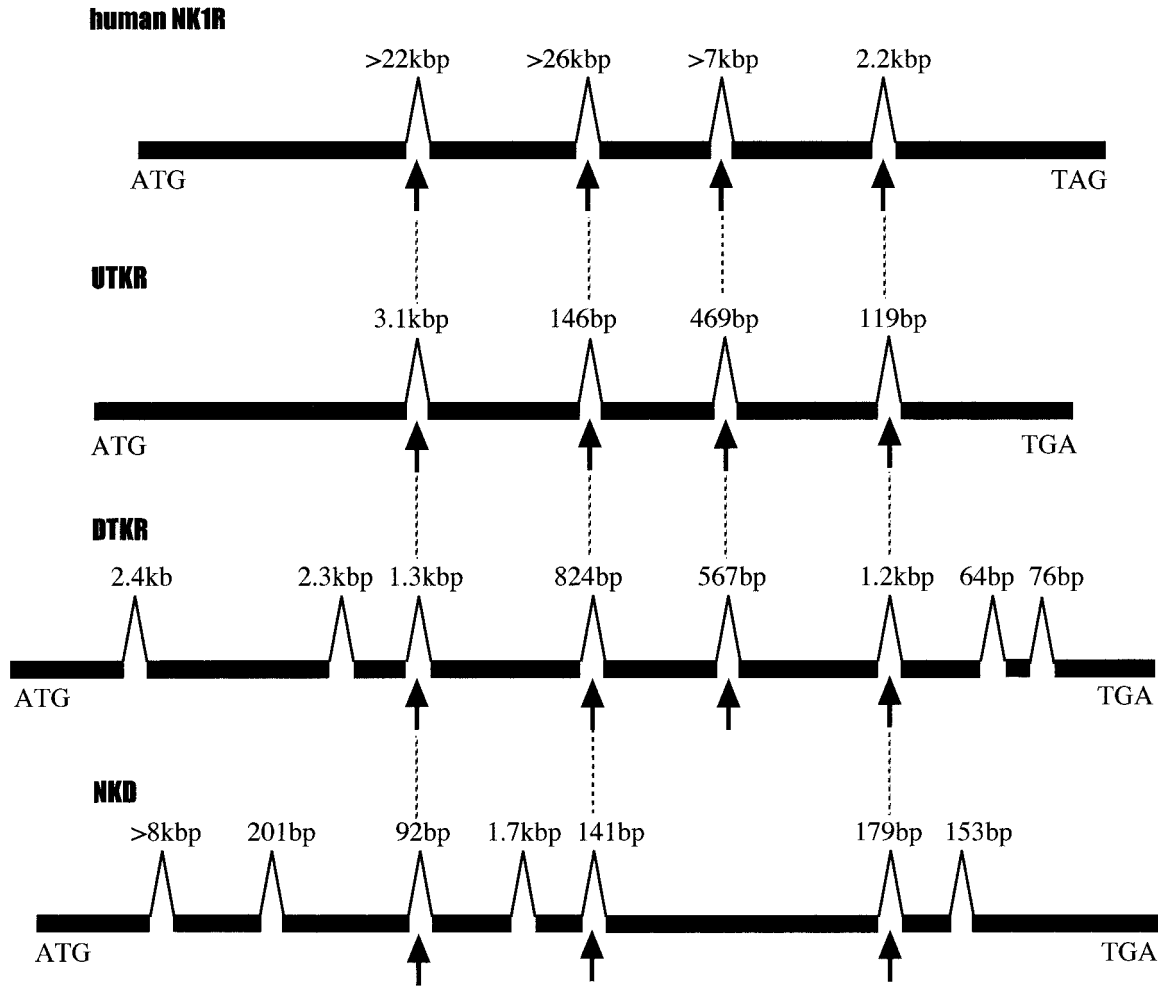 human NK1R
>22kbp >26kbp >7kbp 2.2kbp
ATG TAG
UTKR
3.1kbp 146bp 469bp 119bp
ATG TGA
DTKR
2.4kb 2.3kbp 1.3kbp 824bp 567bp 1.2kbp 64bp 76bp
ATG TGA
NKD
>8kbp 201bp 92bp 1.7kbp 141bp 179bp 153bp
ATG TGA